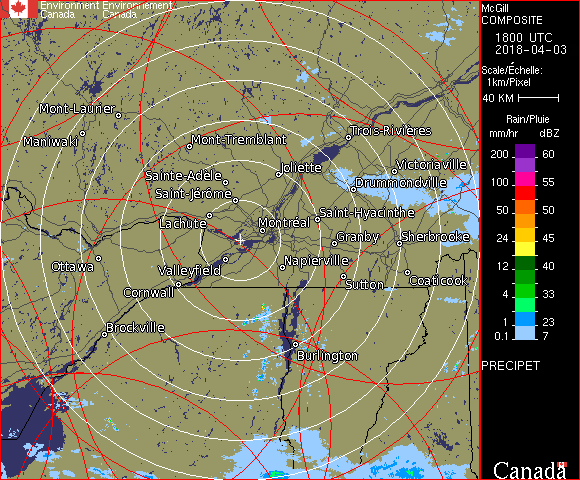 Environment Environnement
Canada Canada
McGill
COMPOSITE
1800 UTC
2018-04-03
Scale/Échelle:
1km/Pixel
40 KM
Rain/Pluie
mm/hr dBZ
200 60
100 55
50 50
24 45
12 40
4 33
1 23
0.1 7
PRECIPET
Canada
Mont-Laurier
Maniwaki
Mont-Tremblant
Trois-Rivières
Sainte-Adèle
Joliette
Victoriaville
Drummondville
Saint-Jérôme
Lachute
Montréal
Saint-Hyacinthe
Granby
Sherbrooke
Ottawa
Valleyfield
Napierville
Cornwall
Sutton
Coaticook
Brockville
Burlington